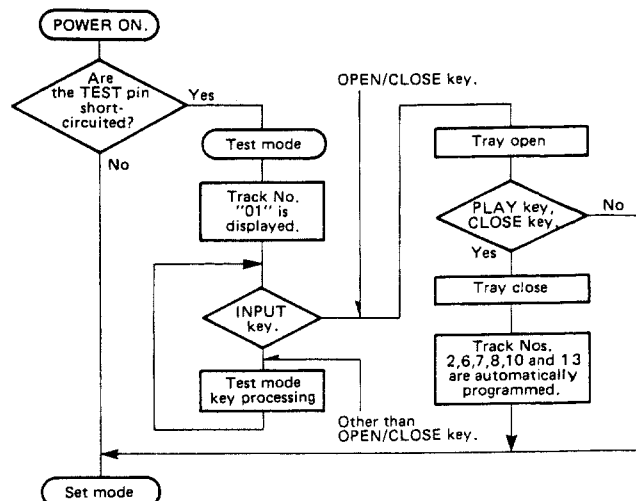 POWER ON.
Are
the TEST pin
short-
circuited?
Yes
No
Test mode
Track No.
"01" is
displayed.
INPUT
key.
Test mode
key processing
OPEN/CLOSE key.
Other than
OPEN/CLOSE key.
Tray open
PLAY key,
CLOSE key.
No
Yes
Tray close
Track Nos.
2,6,7,8,10 and 13
are automatically
programmed.
Set mode